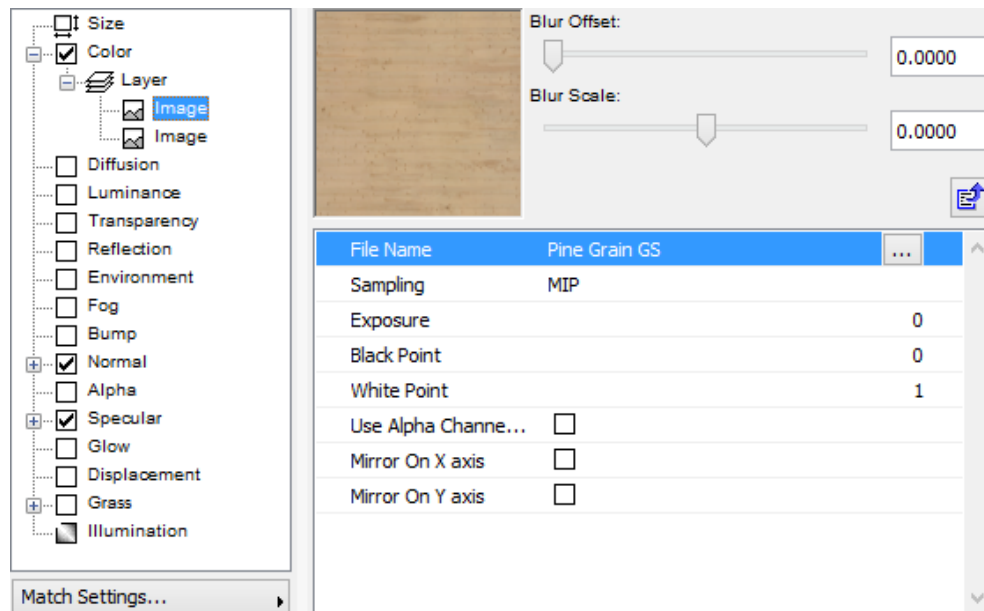 Size
Color
Layer
Image
Image
Diffusion
Luminance
Transparency
Reflection
Environment
Fog
Bump
Normal
Alpha
Specular
Glow
Displacement
Grass
Illumination
Match Settings...
Blur Offset:
0.0000
Blur Scale:
0.0000
File Name Pine Grain GS ...
Sampling MIP
Exposure 0
Black Point 0
White Point 1
Use Alpha Channe...
Mirror On X axis
Mirror On Y axis